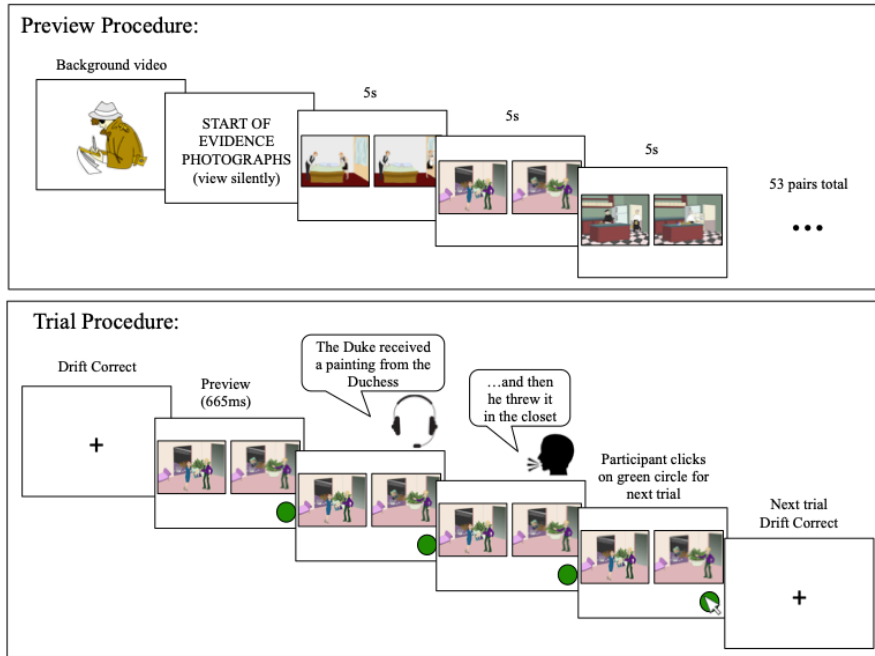 Preview Procedure:
Background video
START OF
EVIDENCE
PHOTOGRAPHS
(view silently)
5s
5s
5s
53 pairs total
...
Trial Procedure:
Drift Correct
+
Preview
(665ms)
The Duke received
a painting from the
Duchess
…and then
he threw it
in the closet
Participant clicks
on green circle for
next trial
Next trial
Drift Correct
+